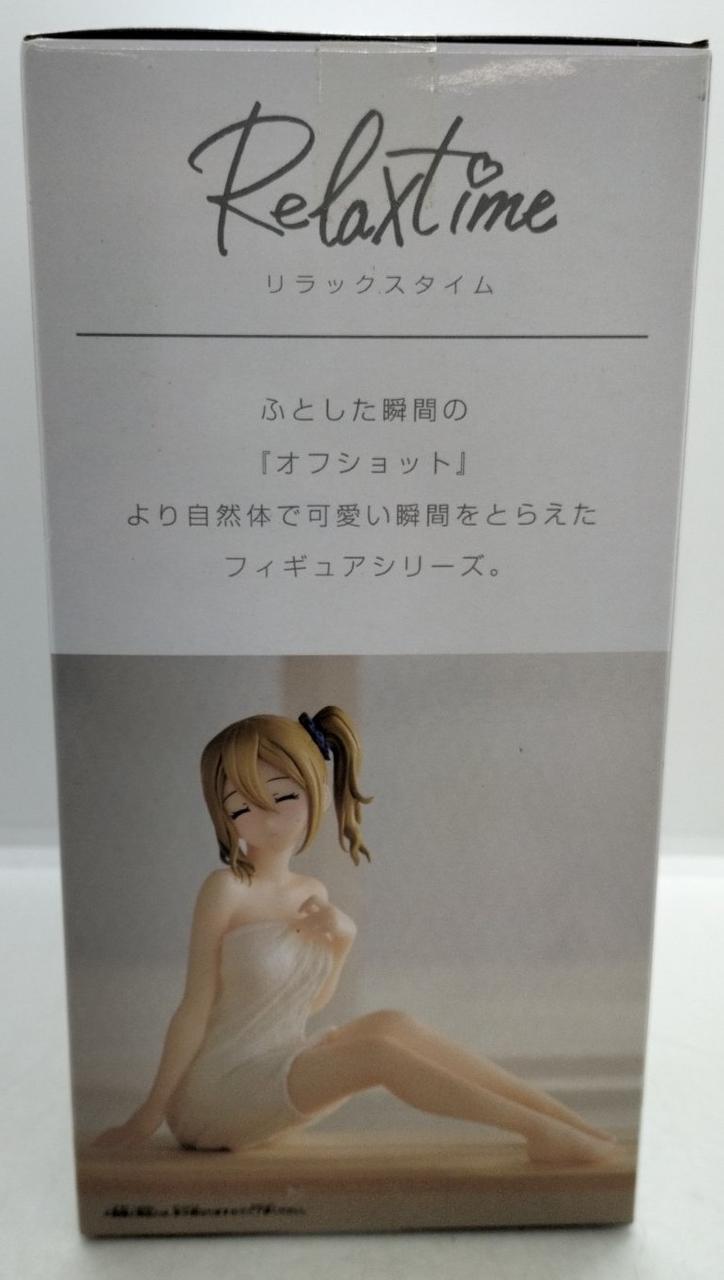 Relaxtime
リラックスタイム
ふとした瞬間の
『オフショット』
より自然体で可愛い瞬間をとらえた
フィギュアシリーズ。